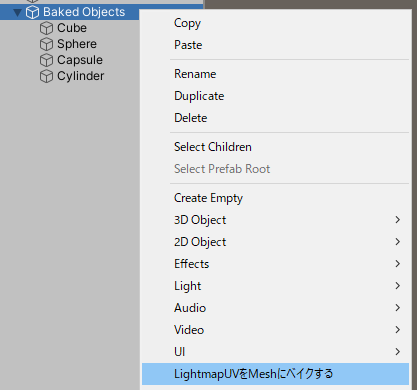 Baked Objects
Cube
Sphere
Capsule
Cylinder
Copy
Paste
Rename
Duplicate
Delete
Select Children
Select Prefab Root
Create Empty
3D Object
2D Object
Effects
Light
Audio
Video
UI
LightmapUVをMeshにベイクする